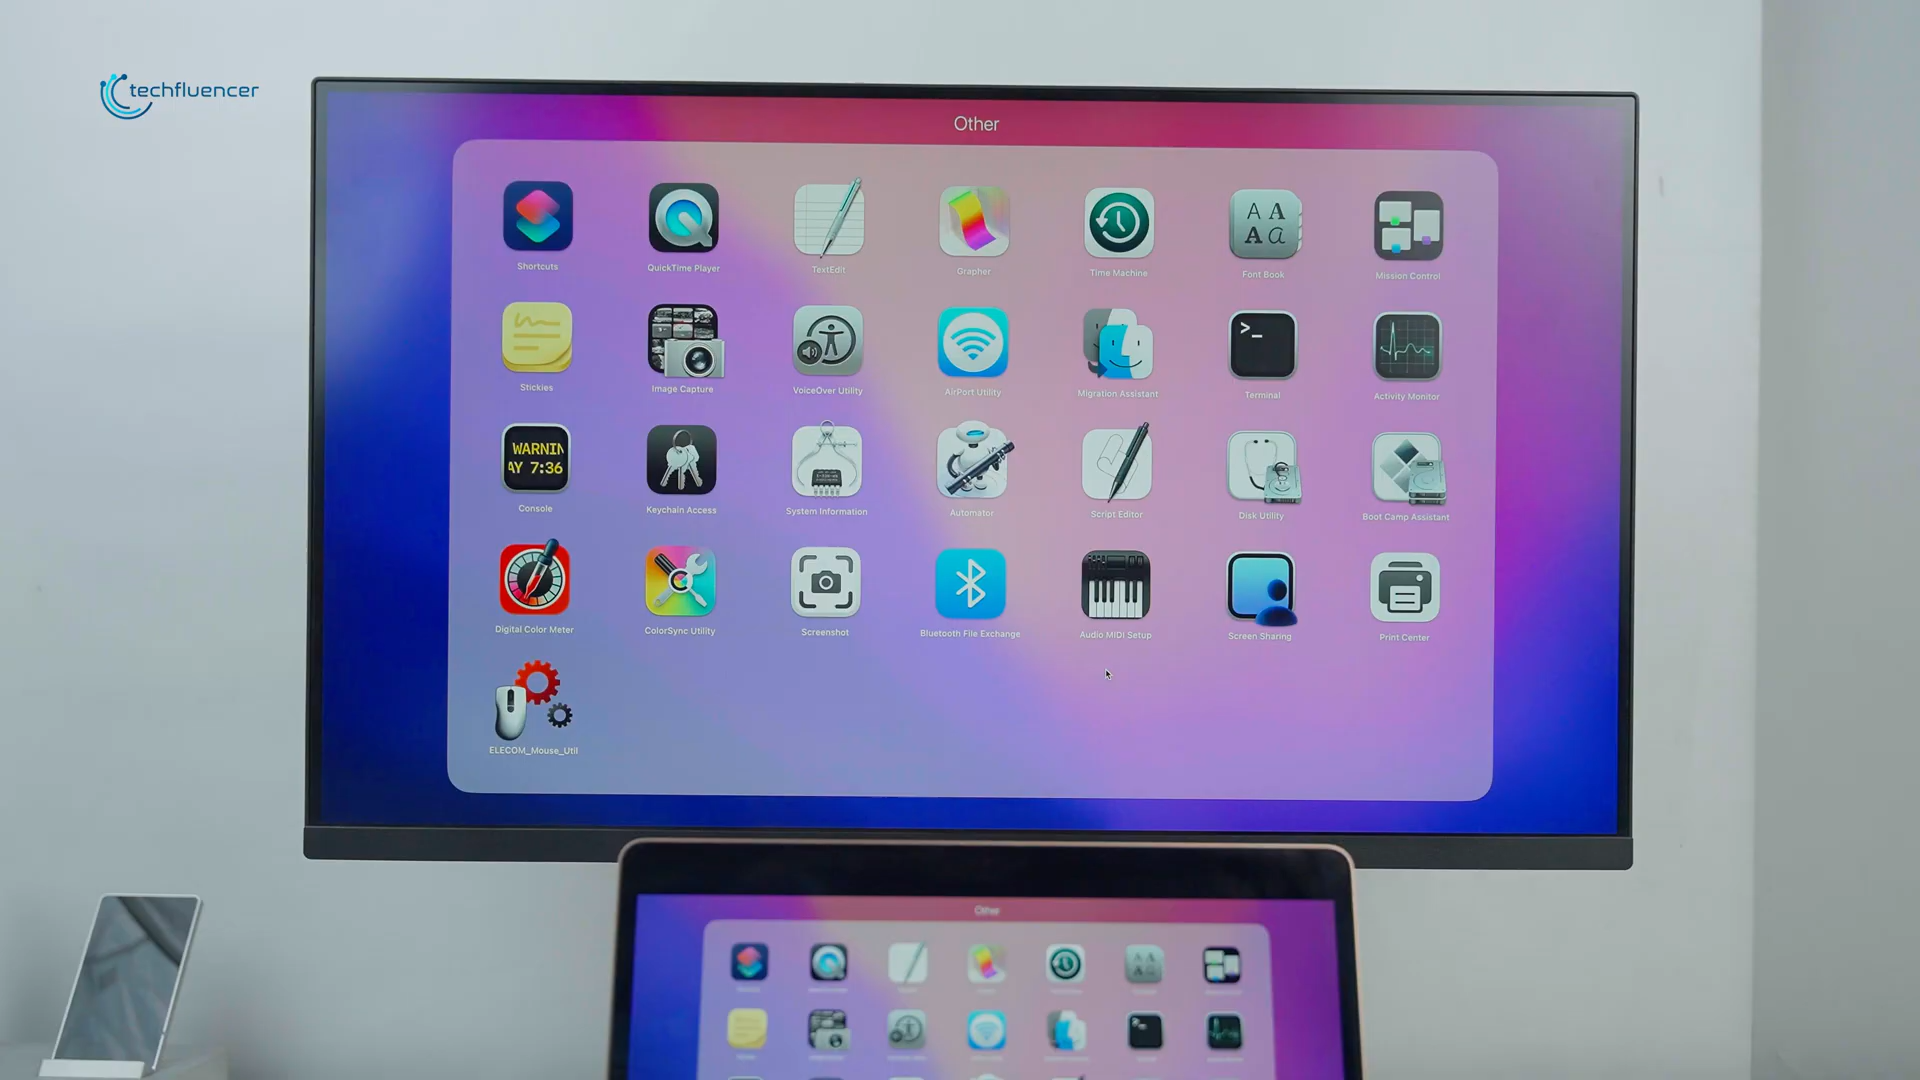 techfluencer
Other
Shortcuts
QuickTime Player
TextEdit
Grapher
Time Machine
Font Book
Mission Control
Stickies
Image Capture
VoiceOver Utility
AirPort Utility
Migration Assistant
Terminal
Activity Monitor
WARNIN
AY 7:36
Console
Keychain Access
System Information
Automator
Script Editor
Disk Utility
Boot Camp Assistant
Digital Color Meter
ColorSync Utility
Screenshot
Bluetooth File Exchange
Audio MIDI Setup
Screen Sharing
Print Center
ELECOM_Mouse_Util
Other